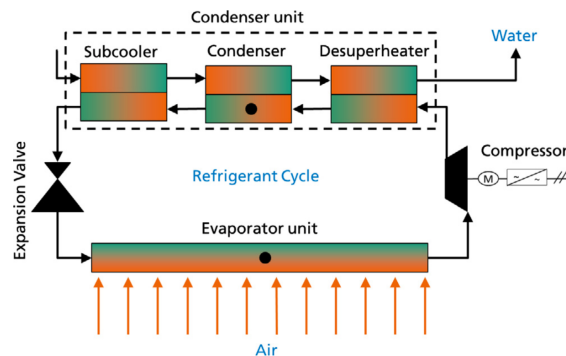 Condenser unit
Subcooler
Condenser
Desuperheater
Water
Expansion Valve
Refrigerant Cycle
Compressor
M
~
~
Evaporator unit
Air